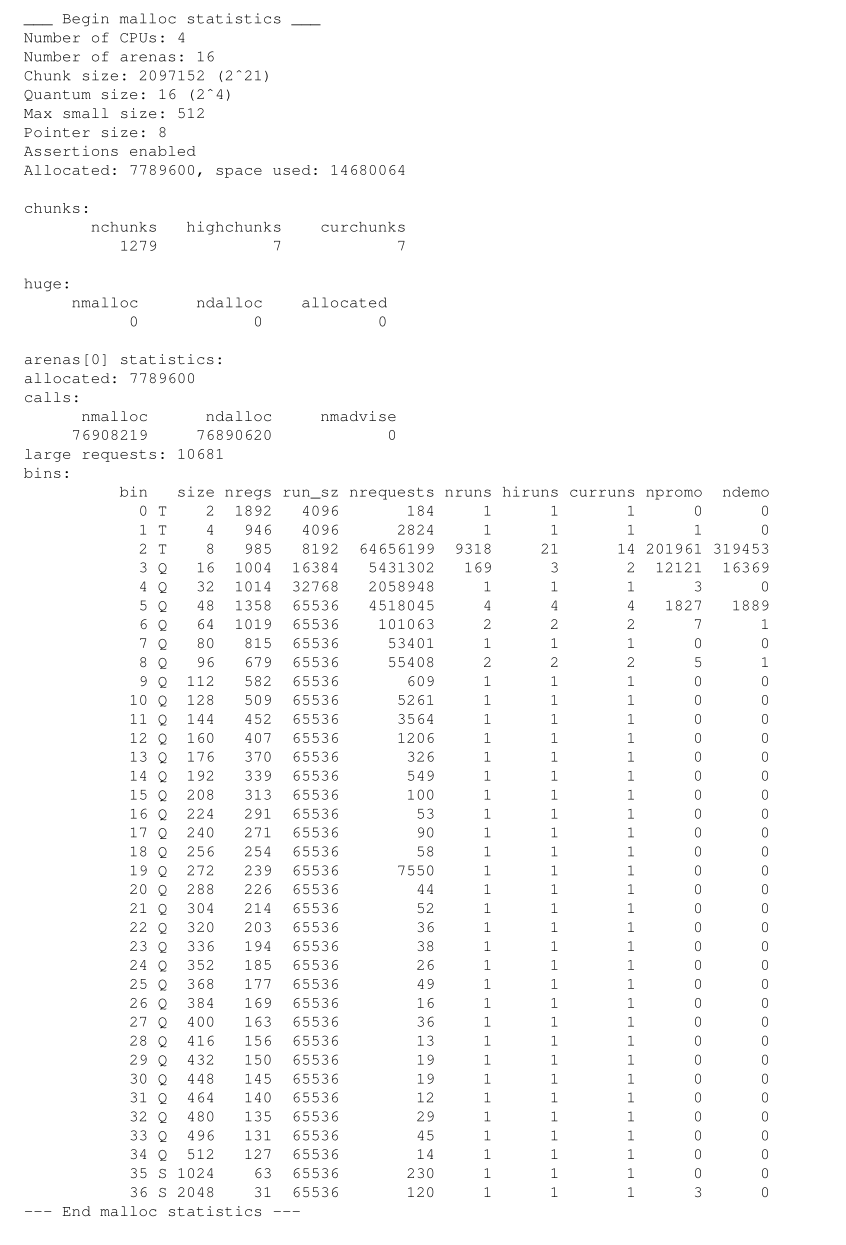 ___ Begin malloc statistics ___
Number of CPUs: 4
Number of arenas: 16
Chunk size: 2097152 (2^21)
Quantum size: 16 (2^4)
Max small size: 512
Pointer size: 8
Assertions enabled
Allocated: 7789600, space used: 14680064
chunks:
nchunks highchunks curchunks
1279 7 7
huge:
nmalloc ndalloc allocated
0 0 0
arenas[0] statistics:
allocated: 7789600
calls:
nmalloc ndalloc nmadvise
76908219 76890620 0
large requests: 10681
bins:
bin size nregs run_sz nrequests nruns hiruns curruns npromo ndemo
0 T 2 1892 4096 184 1 1 1 0 0
1 T 4 946 4096 2824 1 1 1 1 0
2 T 8 985 8192 64656199 9318 21 14 201961 319453
3 Q 16 1004 16384 5431302 169 3 2 12121 16369
4 Q 32 1014 32768 2058948 1 1 1 3 0
5 Q 48 1358 65536 4518045 4 4 4 1827 1889
6 Q 64 1019 65536 101063 2 2 2 7 1
7 Q 80 815 65536 53401 1 1 1 0 0
8 Q 96 679 65536 55408 2 2 2 5 1
9 Q 112 582 65536 609 1 1 1 0 0
10 Q 128 509 65536 5261 1 1 1 0 0
11 Q 144 452 65536 3564 1 1 1 0 0
12 Q 160 407 65536 1206 1 1 1 0 0
13 Q 176 370 65536 326 1 1 1 0 0
14 Q 192 339 65536 549 1 1 1 0 0
15 Q 208 313 65536 100 1 1 1 0 0
16 Q 224 291 65536 53 1 1 1 0 0
17 Q 240 271 65536 90 1 1 1 0 0
18 Q 256 254 65536 58 1 1 1 0 0
19 Q 272 239 65536 7550 1 1 1 0 0
20 Q 288 226 65536 44 1 1 1 0 0
21 Q 304 214 65536 52 1 1 1 0 0
22 Q 320 203 65536 36 1 1 1 0 0
23 Q 336 194 65536 38 1 1 1 0 0
24 Q 352 185 65536 26 1 1 1 0 0
25 Q 368 177 65536 49 1 1 1 0 0
26 Q 384 169 65536 16 1 1 1 0 0
27 Q 400 163 65536 36 1 1 1 0 0
28 Q 416 156 65536 13 1 1 1 0 0
29 Q 432 150 65536 19 1 1 1 0 0
30 Q 448 145 65536 19 1 1 1 0 0
31 Q 464 140 65536 12 1 1 1 0 0
32 Q 480 135 65536 29 1 1 1 0 0
33 Q 496 131 65536 45 1 1 1 0 0
34 Q 512 127 65536 14 1 1 1 0 0
35 S 1024 63 65536 230 1 1 1 0 0
36 S 2048 31 65536 120 1 1 1 3 0
--- End malloc statistics ---